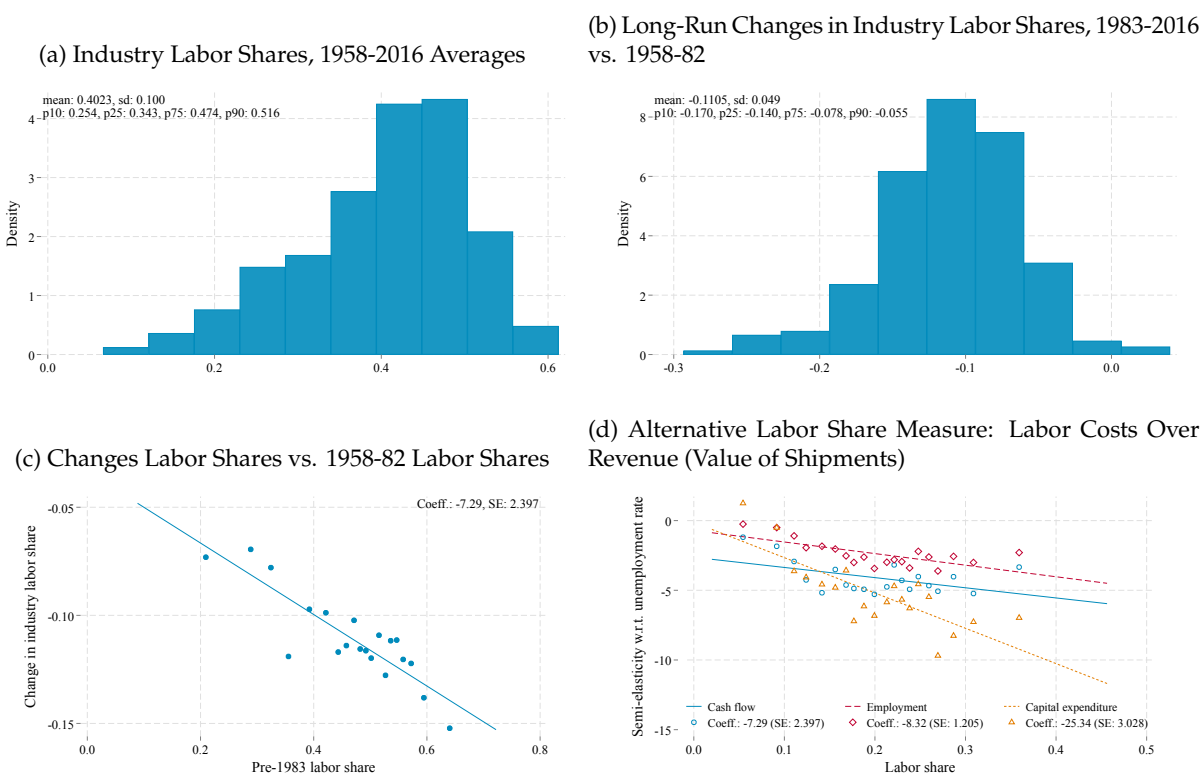 (a) Industry Labor Shares, 1958-2016 Averages
mean: 0.4023, sd: 0.100
p10: 0.254, p25: 0.343, p75: 0.474, p90: 0.516
Density
4
3
2
1
0
0.0
0.2
0.4
0.6
(b) Long-Run Changes in Industry Labor Shares, 1983-2016
vs. 1958-82
mean: -0.1105, sd: 0.049
p10: -0.170, p25: -0.140, p75: -0.078, p90: -0.055
Density
8
6
4
2
0
-0.3
-0.2
-0.1
0.0
(c) Changes Labor Shares vs. 1958-82 Labor Shares
Coeff.: -7.29, SE: 2.397
Change in industry labor share
-0.05
-0.10
-0.15
0.0
0.2
0.4
0.6
0.8
Pre-1983 labor share
(d) Alternative Labor Share Measure: Labor Costs Over
Revenue (Value of Shipments)
Semi-elasticity w.r.t. unemployment rate
0
-5
-10
-15
Cash flow
Employment
Capital expenditure
Coeff.: -7.29 (SE: 2.397)
Coeff.: -8.32 (SE: 1.205)
Coeff.: -25.34 (SE: 3.028)
0.0
0.1
0.2
0.3
0.4
0.5
Labor share